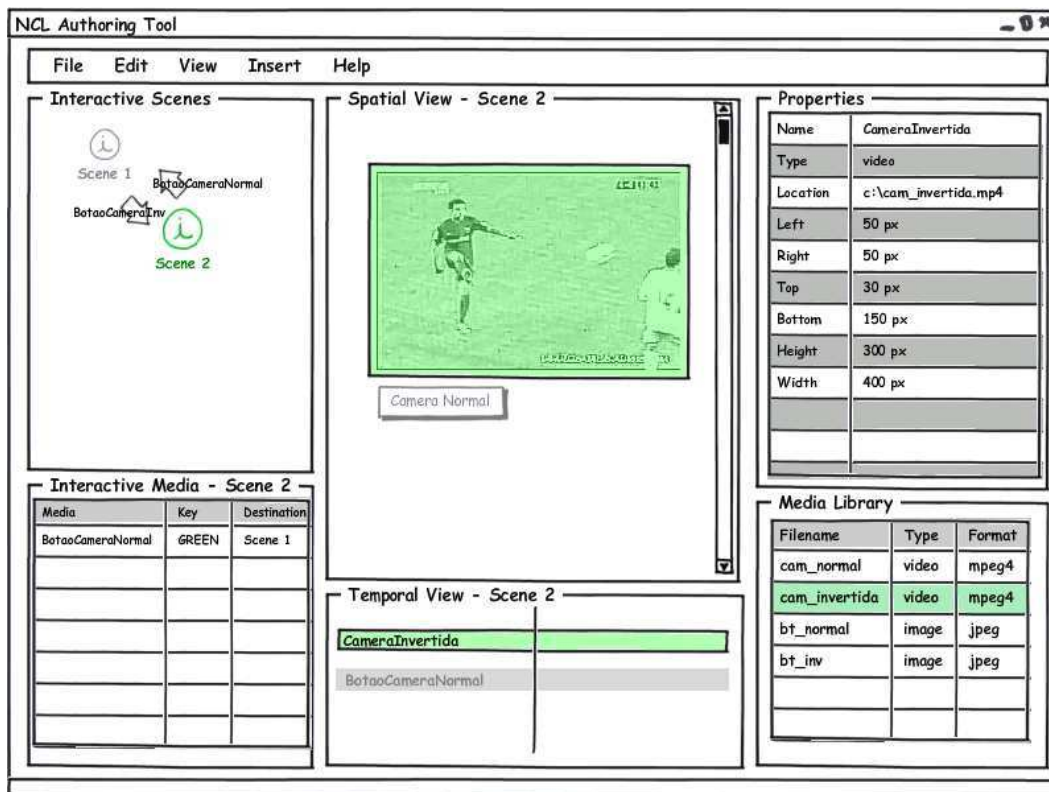 NCL Authoring Tool
File Edit View Insert Help
Interactive Scenes
Scene 1
BotaoCameraNormal
BotaoCameraInv
Scene 2
Spatial View - Scene 2
Camera Normal
Properties
Name CameraInvertida
Type video
Location c:\cam_invertida.mp4
Left 50 px
Right 50 px
Top 30 px
Bottom 150 px
Height 300 px
Width 400 px
Interactive Media - Scene 2
Media Key Destination
BotaoCameraNormal GREEN Scene 1
Temporal View - Scene 2
CameraInvertida
BotaoCameraNormal
Media Library
Filename Type Format
cam_normal video mpeg4
cam_invertida video mpeg4
bt_normal image jpeg
bt_inv image jpeg